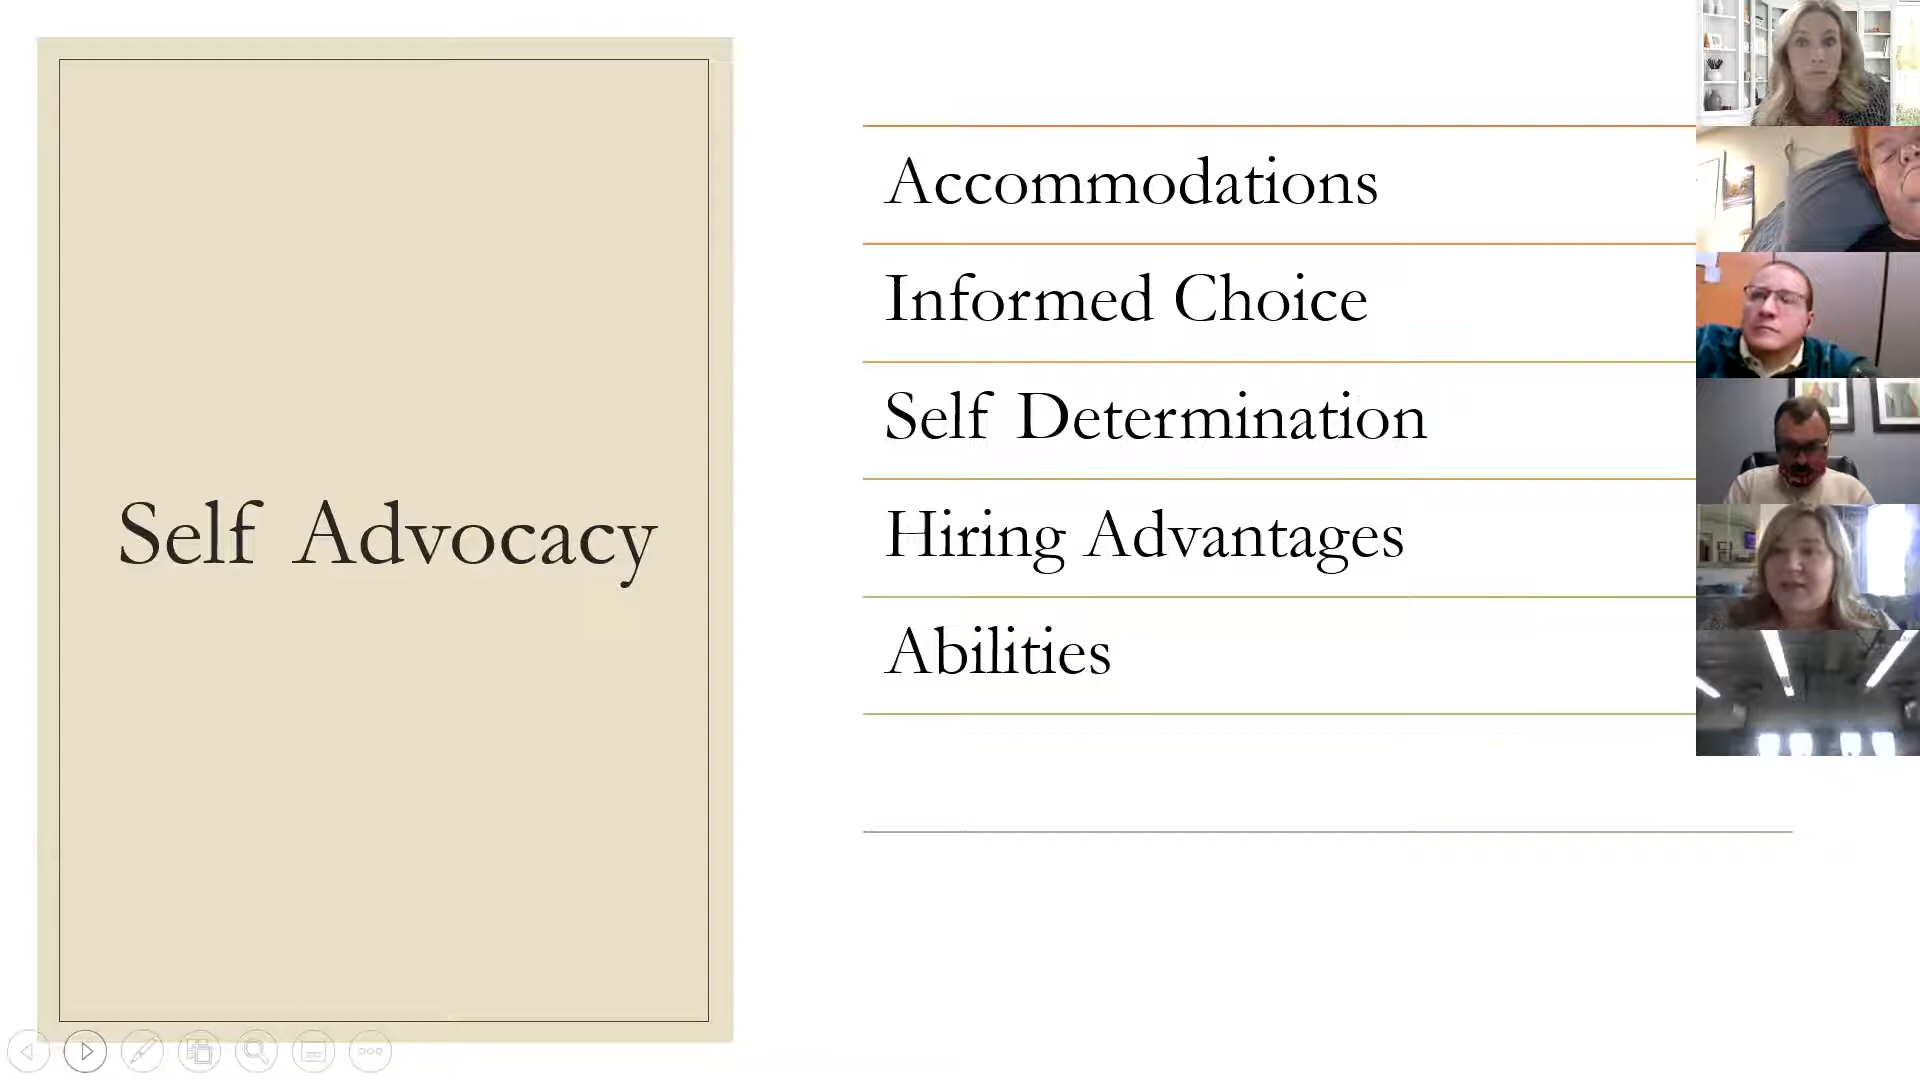 Self Advocacy
Accommodations
Informed Choice
Self Determination
Hiring Advantages
Abilities